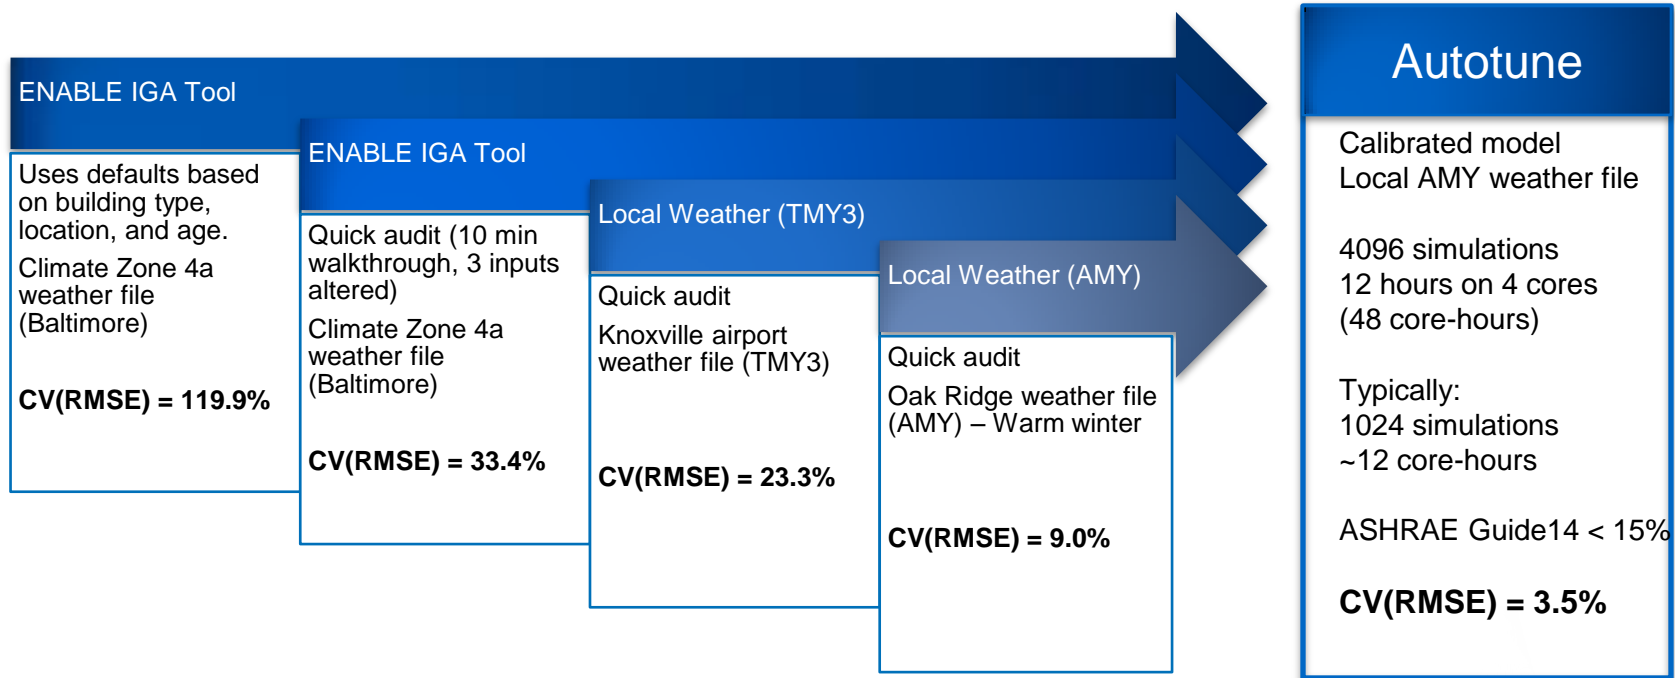 ENABLE IGA Tool
Uses defaults based
on building type,
location, and age.
Climate Zone 4a
weather file
(Baltimore)
CV(RMSE) = 119.9%
ENABLE IGA Tool
Quick audit (10 min
walkthrough, 3 inputs
altered)
Climate Zone 4a
weather file
(Baltimore)
CV(RMSE) = 33.4%
Local Weather (TMY3)
Quick audit
Knoxville airport
weather file (TMY3)
CV(RMSE) = 23.3%
Local Weather (AMY)
Quick audit
Oak Ridge weather file
(AMY) – Warm winter
CV(RMSE) = 9.0%
Autotune
Calibrated model
Local AMY weather file
4096 simulations
12 hours on 4 cores
(48 core-hours)
Typically:
1024 simulations
~12 core-hours
ASHRAE Guide14 < 15%
CV(RMSE) = 3.5%